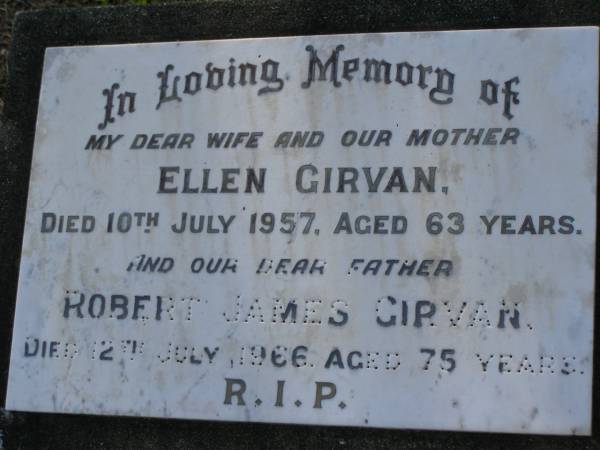 In Loving Memory of
MY DEAR WIFE AND OUR MOTHER
ELLEN GIRVAN,
DIED 10TH JULY 1957, AGED 63 YEARS.
AND OUR DEAR FATHER
ROBERT JAMES GIRVAN.
DIED 12TH JULY 1966. AGED 75 YEARS.
R.I.P.